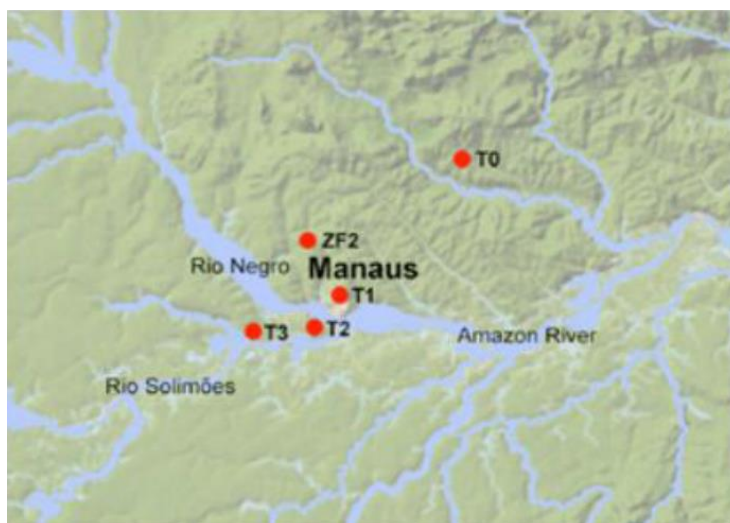 T0
ZF2
Rio Negro
Manaus
T1
T2
T3
Amazon River
Rio Solimões